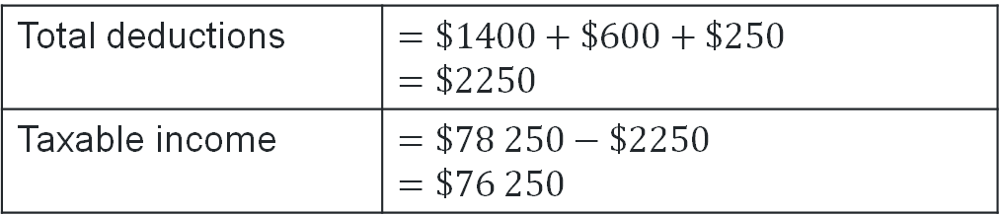 Total deductions = $1400 + $600 + $250
= $2250
Taxable income = $78 250 − $2250
= $76 250